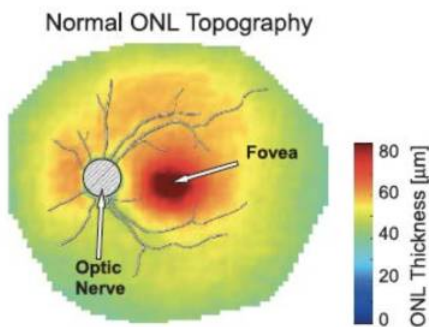 Normal ONL Topography
Fovea
Optic
Nerve
80
60
40
20
0
ONL Thickness [µm]